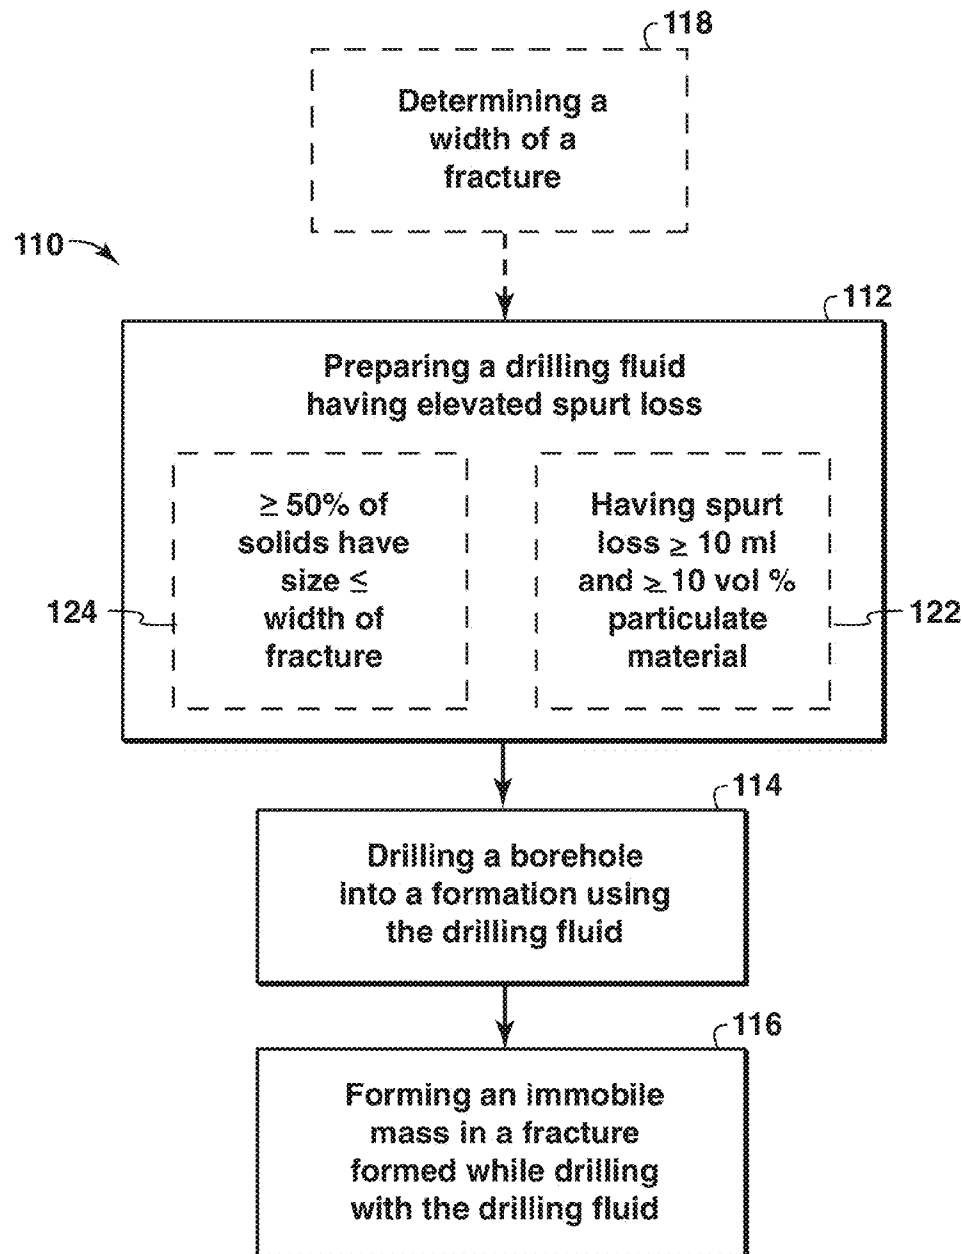 118
Determining a
width of a
fracture
110
112
Preparing a drilling fluid
having elevated spurt loss
≥ 50% of
solids have
size ≤
width of
fracture
124
Having spurt
loss ≥ 10 ml
and ≥ 10 vol %
particulate
material
122
114
Drilling a borehole
into a formation using
the drilling fluid
116
Forming an immobile
mass in a fracture
formed while drilling
with the drilling fluid